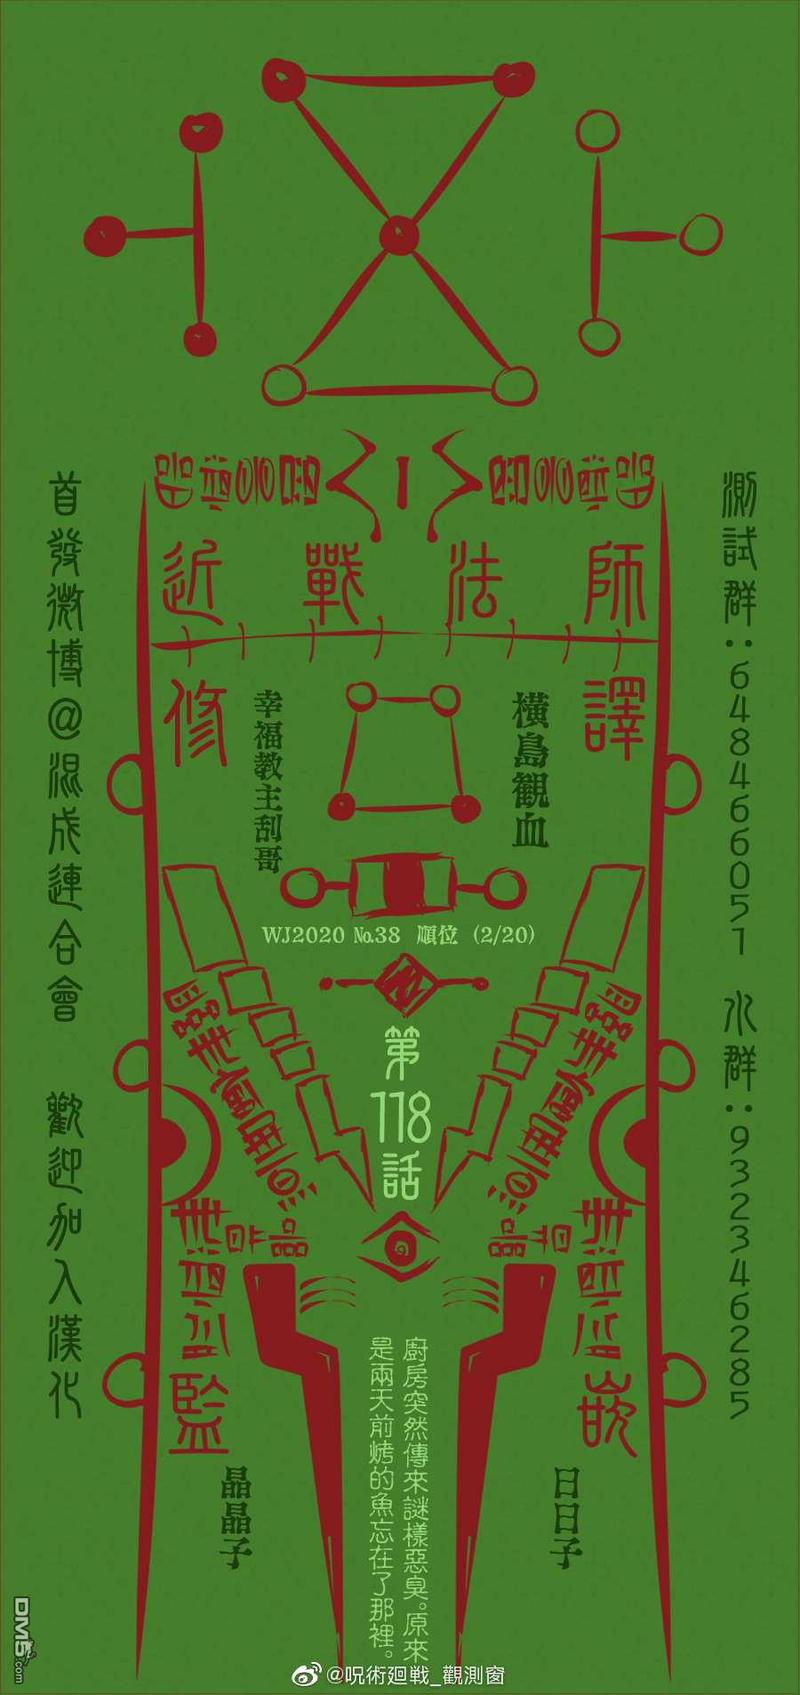 近戰法師
修
幸福教主刮哥
譯
橫島觀血
WJ2020 №.38 順位 (2/20)
第
118
話
監
晶晶子
嵌
日日子
廚房突然傳來謎樣惡臭。原來
是兩天前烤的魚忘在了那裡。
首發微博@混成連合會 歡迎加入漢化
測試群:648466051 水群:932346285
DM5.com
@呪術廻戦_觀測窗